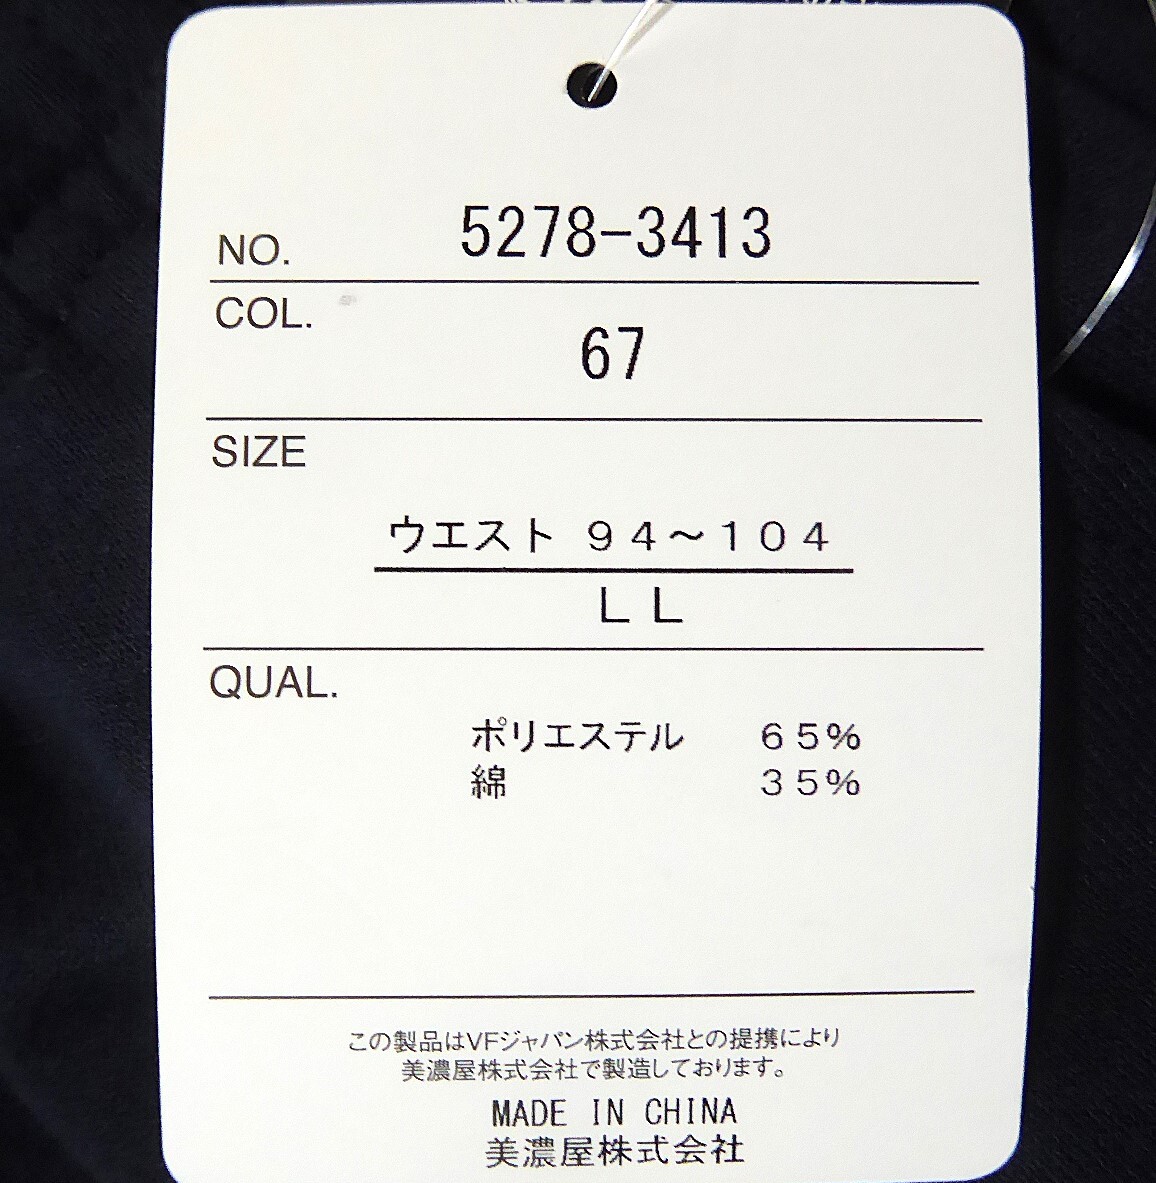 NO. 5278-3413
COL. 67
SIZE
ウエスト ９４～１０４
ＬＬ
QUAL.
ポリエステル ６５%
綿 ３５%
この製品はVFジャパン株式会社との提携により
美濃屋株式会社で製造しております。
MADE IN CHINA
美濃屋株式会社